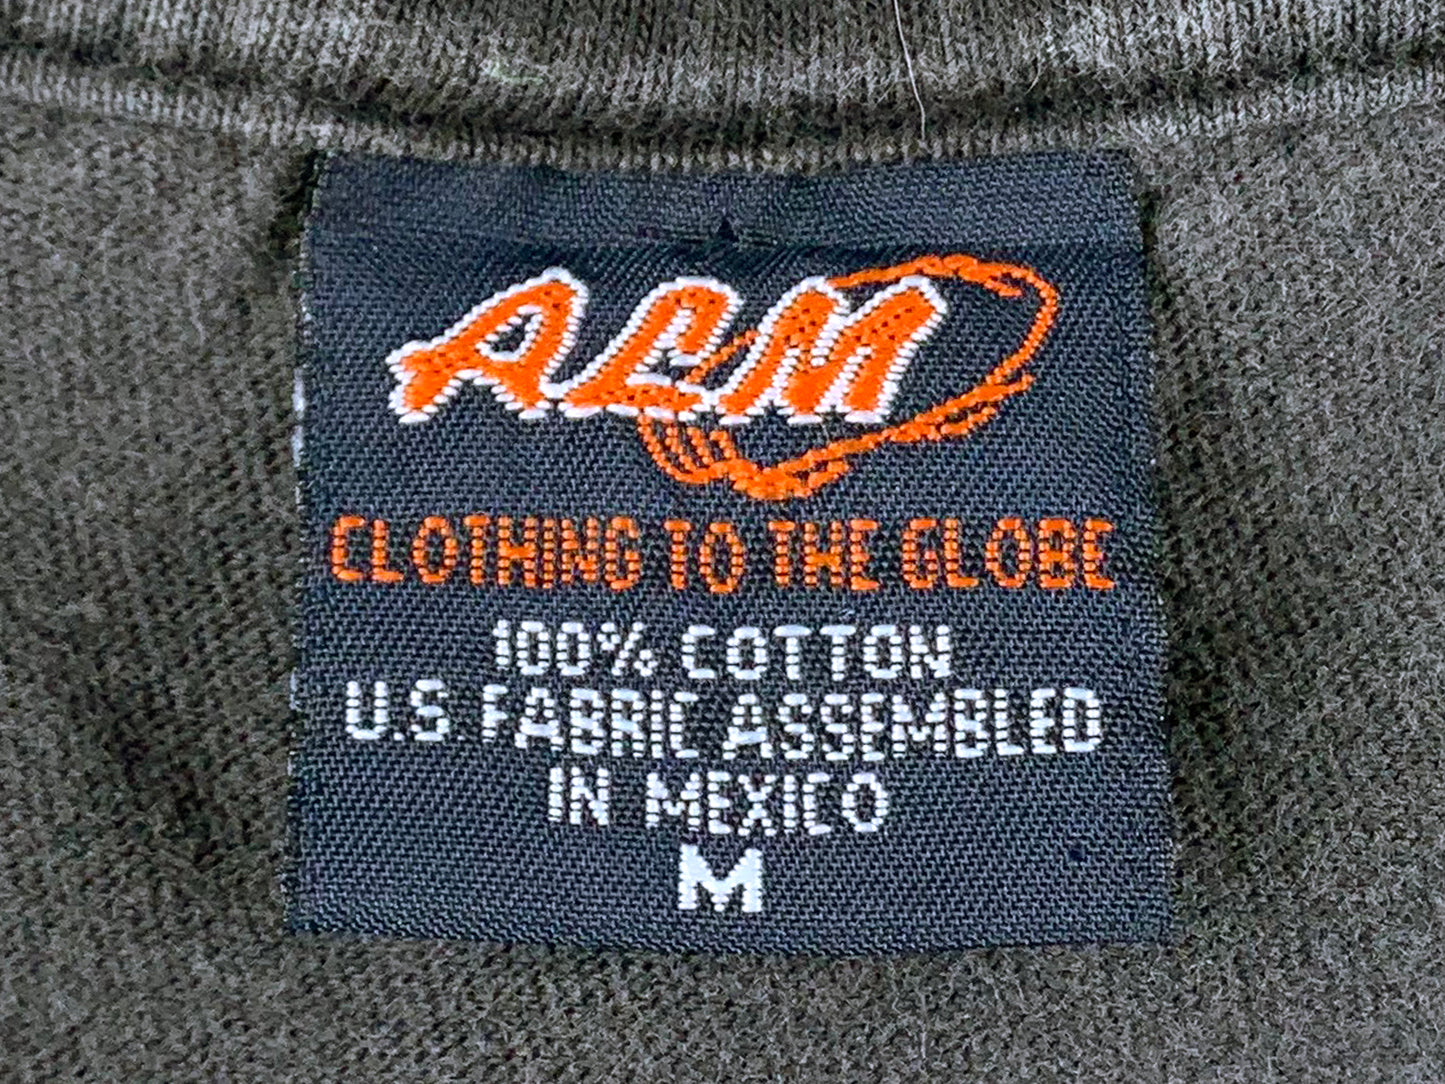 ALM
CLOTHING TO THE GLOBE
100% COTTON
U.S FABRIC ASSEMBLED
IN MEXICO
M